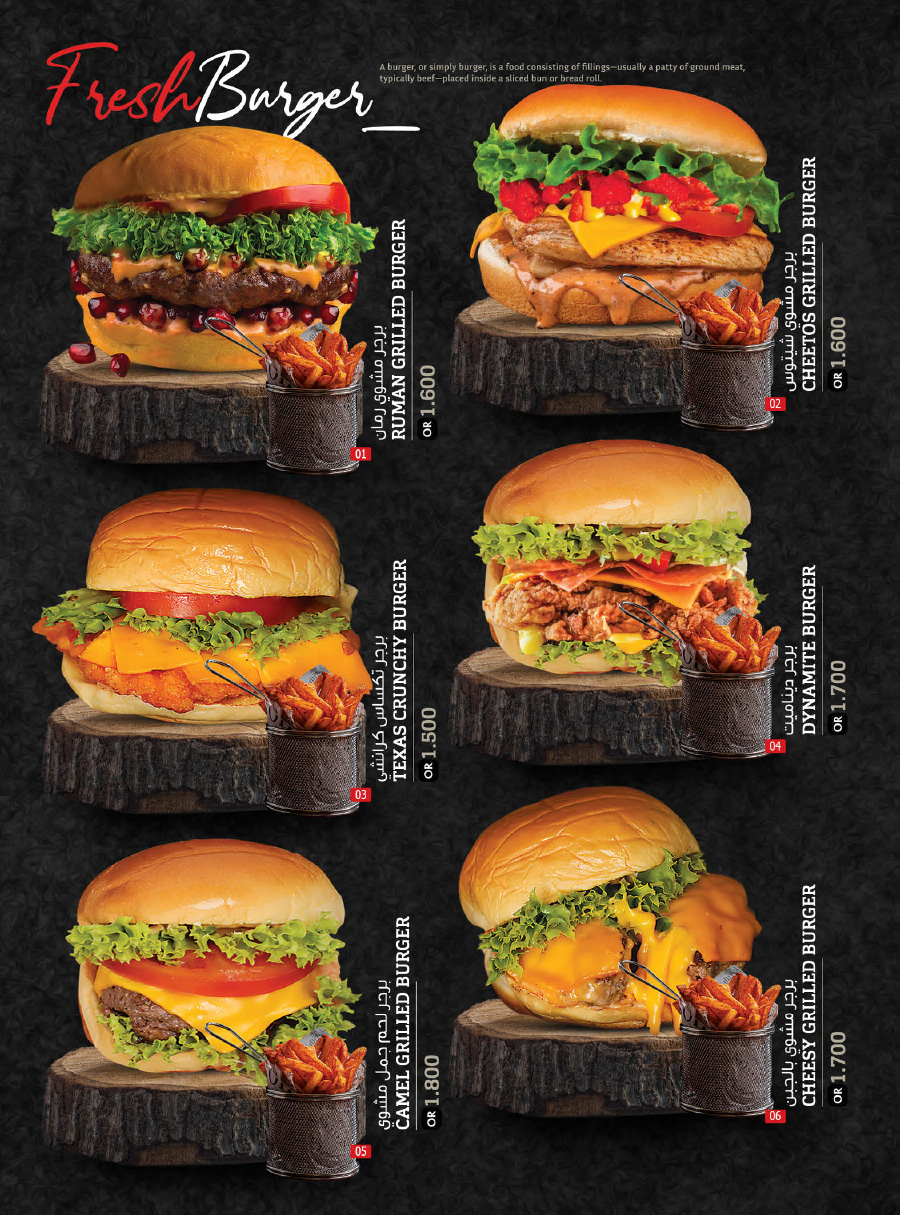 Fresh Burger_
A burger, or simply burger, is a food consisting of fillings—usually a patty of ground meat,
typically beef—placed inside a sliced bun or bread roll.
برجر مشوي رمان
RUMAN GRILLED BURGER
OR 1.600
01
برجر مشوي شيتوس
CHEETOS GRILLED BURGER
OR 1.600
02
برجر تكساس كرانشي
TEXAS CRUNCHY BURGER
OR 1.500
03
برجر ديناميت
DYNAMITE BURGER
OR 1.700
04
برجر لحم جمل مشوي
CAMEL GRILLED BURGER
OR 1.800
05
برجر مشوي بالجبن
CHEESY GRILLED BURGER
OR 1.700
06